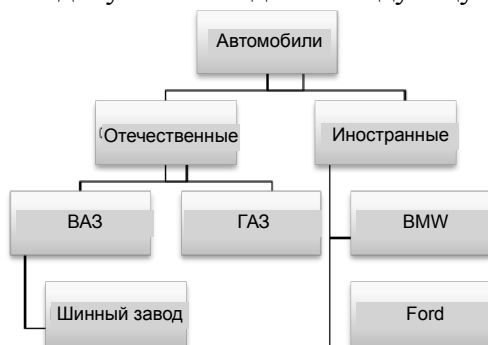 Автомобили
Отечественные
Иностранные
ВАЗ
ГАЗ
BMW
Шинный завод
Ford